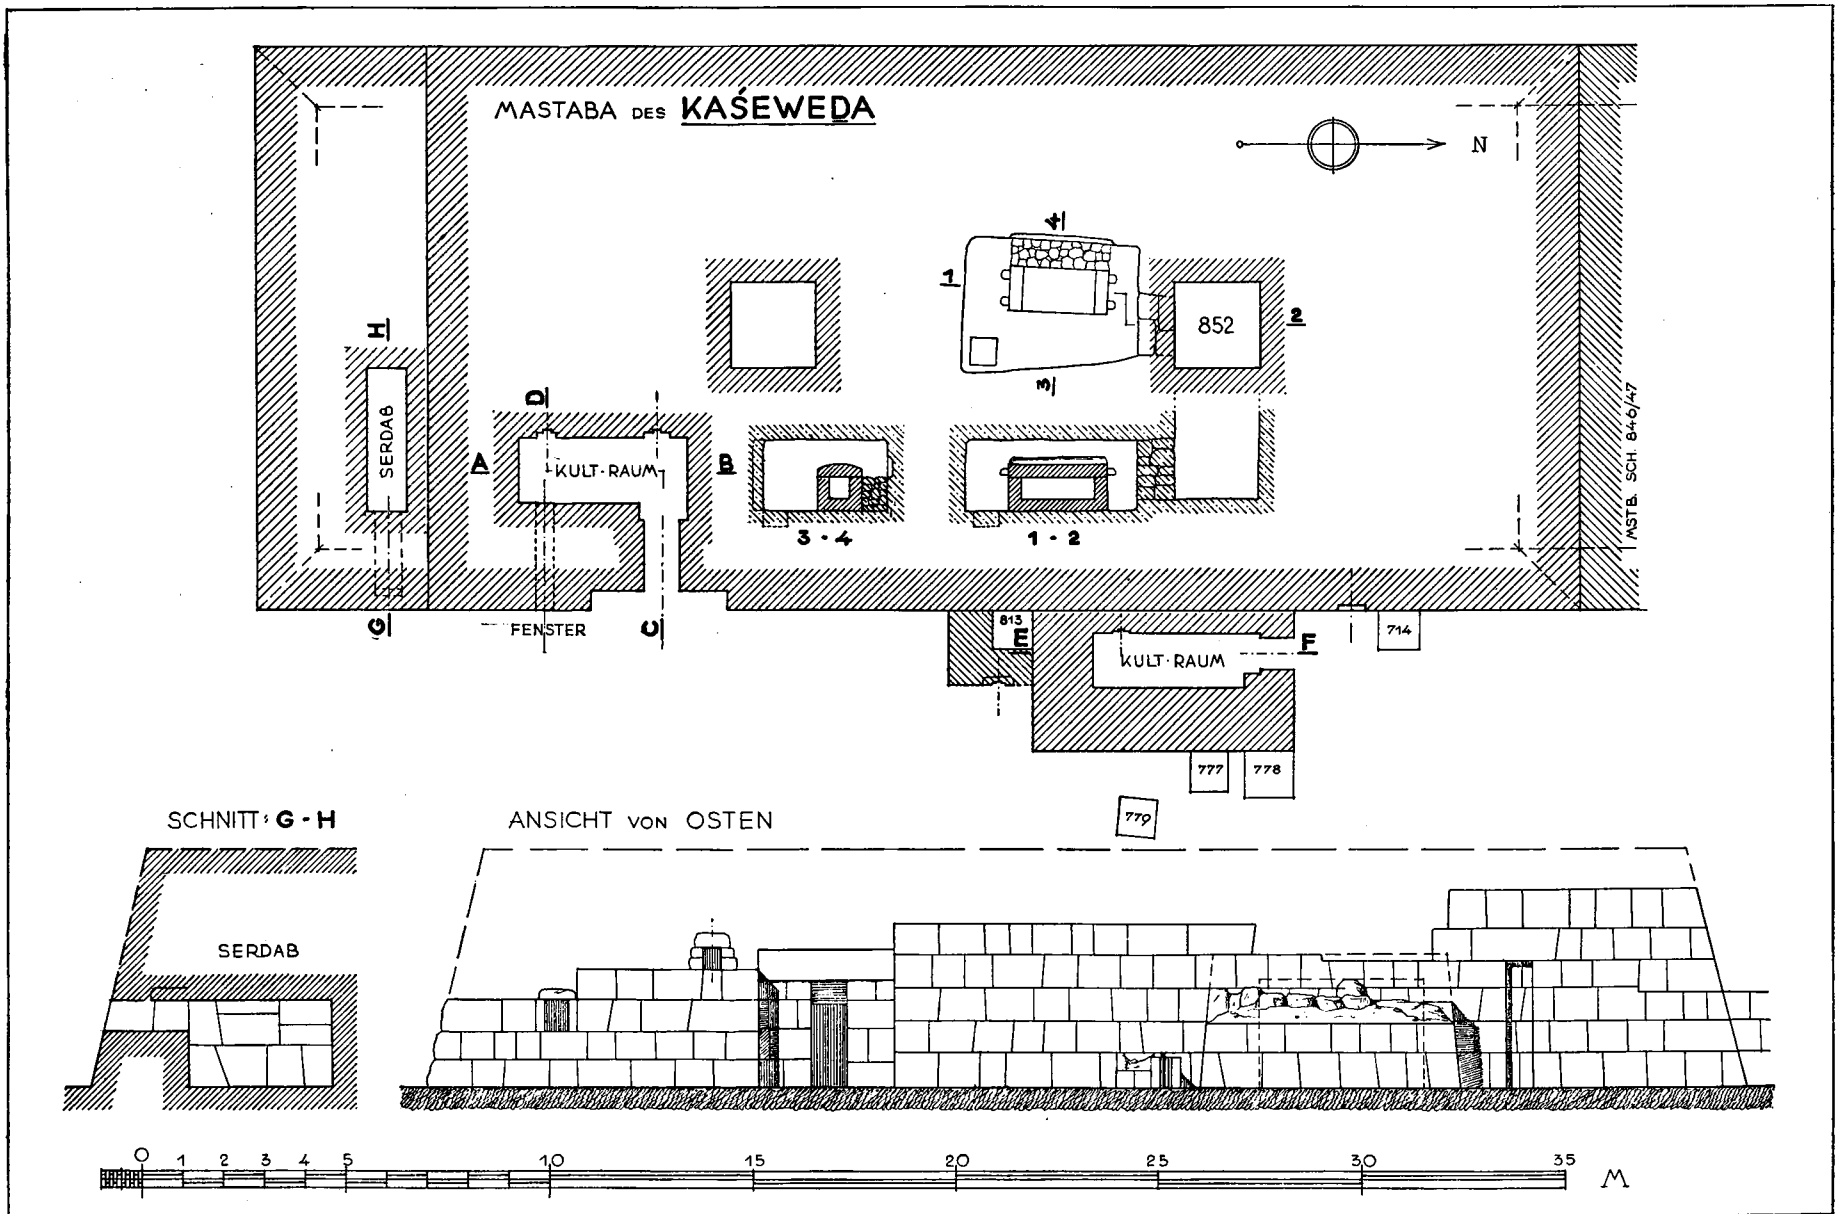 MASTABA DES KAŚEWEDA
N
4
1
852
2
3
H
SERDAB
D
A
KULT-RAUM
B
3 - 4
1 - 2
MSTB. SCH. 846/47
G
FENSTER
C
813
E
KULT-RAUM
F
714
777
778
779
SCHNITT: G - H
ANSICHT VON OSTEN
SERDAB
0 1 2 3 4 5 10 15 20 25 30 35 M